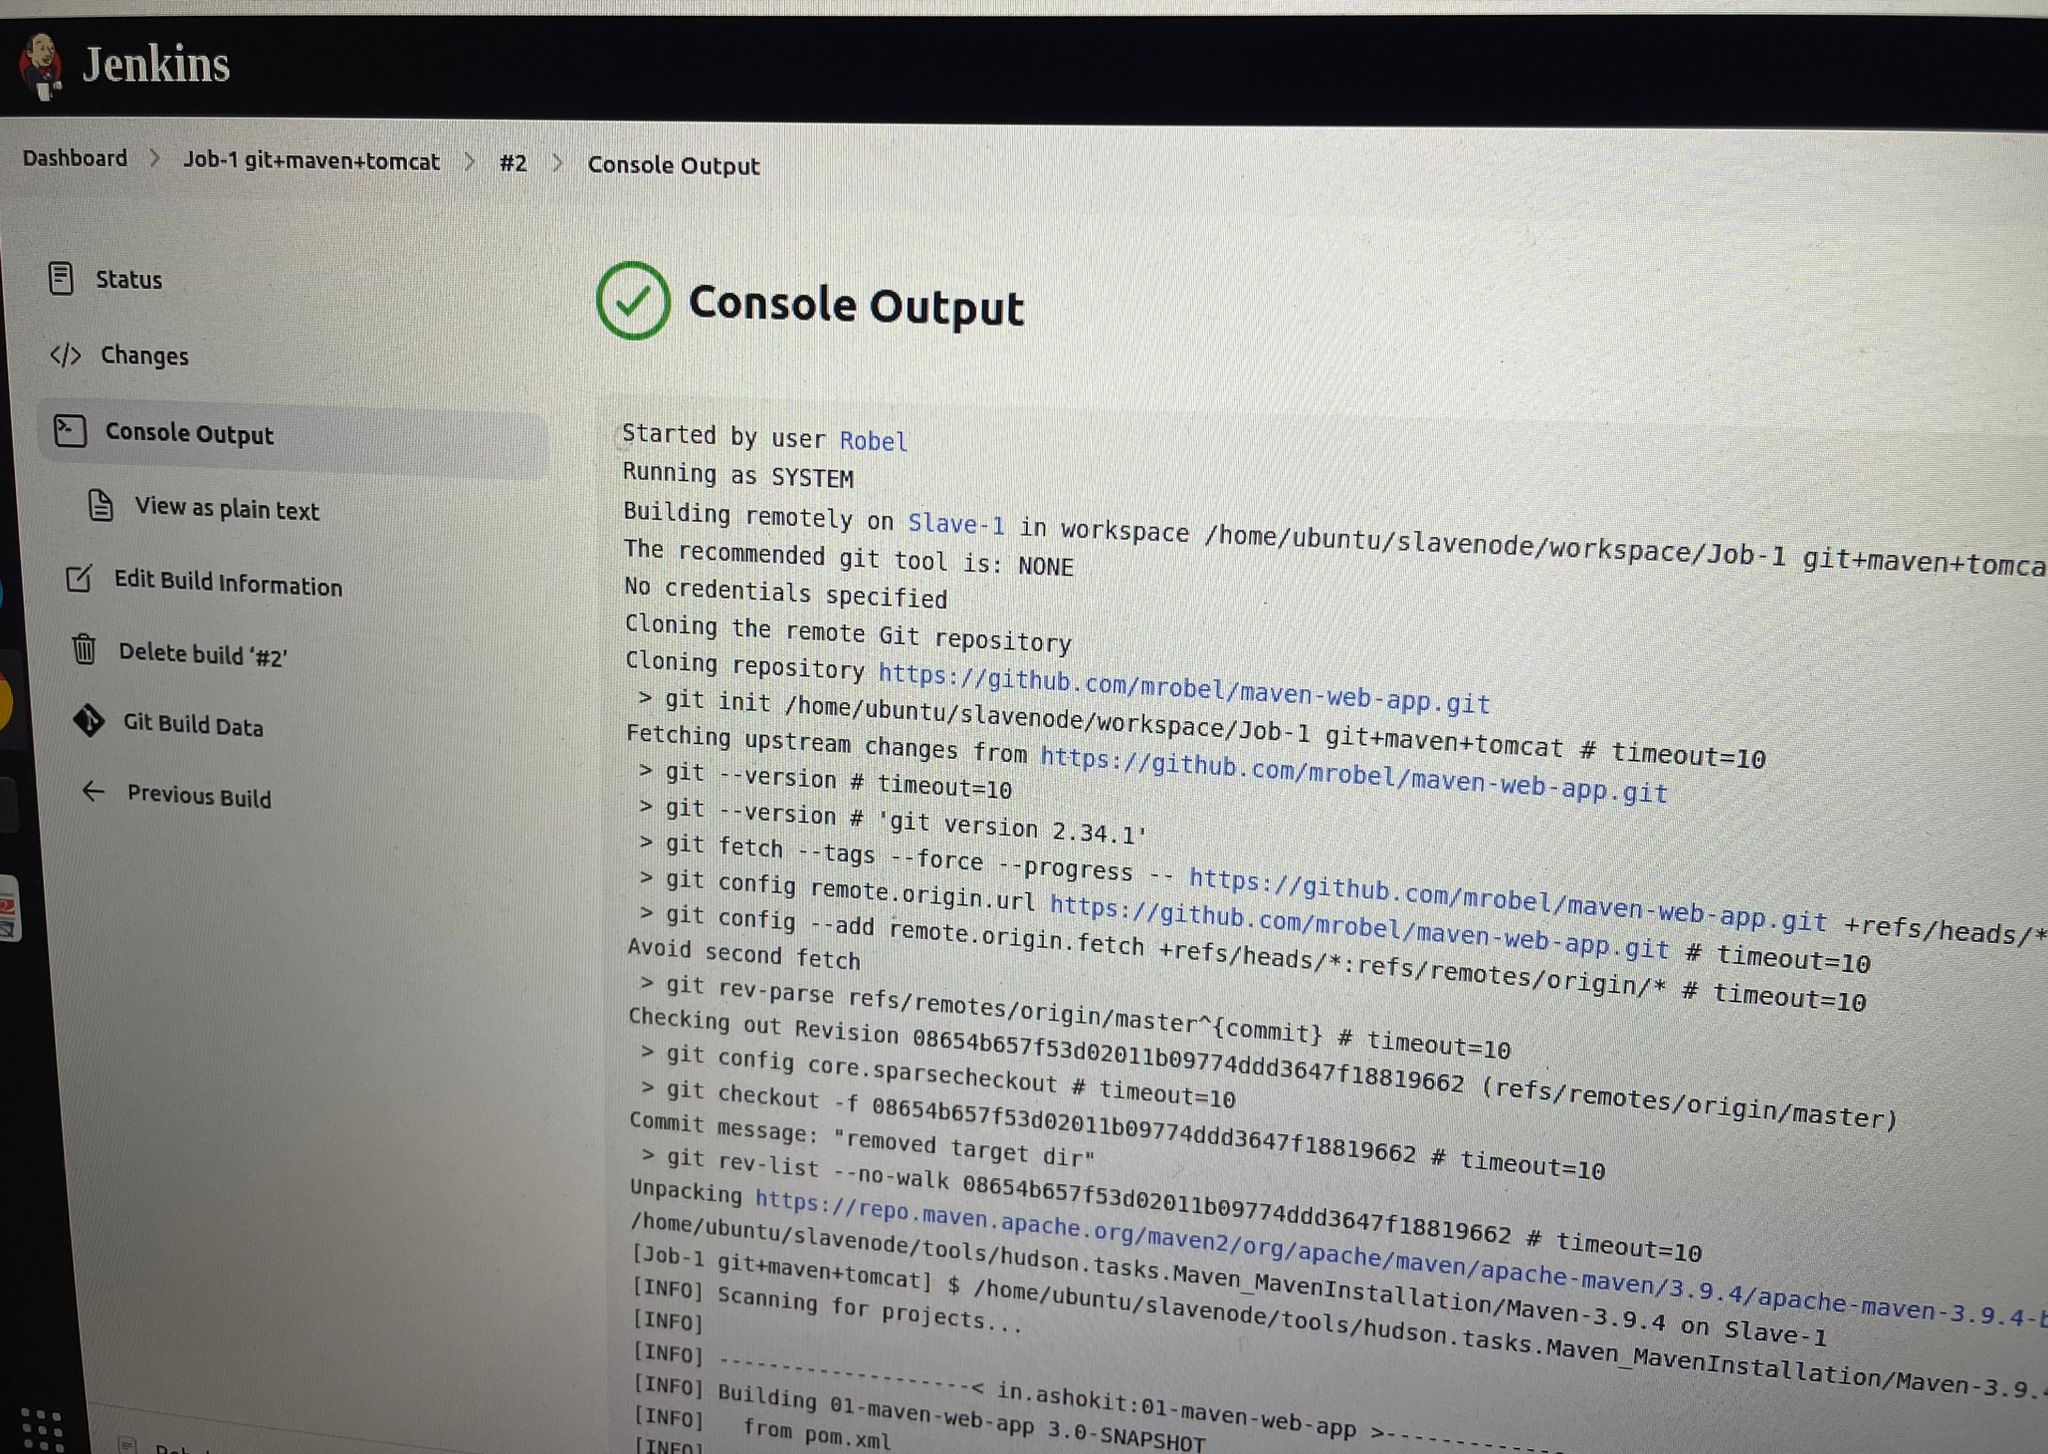 Jenkins
Dashboard > Job-1 git+maven+tomcat > #2 > Console Output
Status
Changes
Console Output
View as plain text
Edit Build Information
Delete build '#2'
Git Build Data
Previous Build
Console Output
Started by user Robel
Running as SYSTEM
Building remotely on Slave-1 in workspace /home/ubuntu/slavenode/workspace/Job-1 git+maven+tomca
The recommended git tool is: NONE
No credentials specified
Cloning the remote Git repository
Cloning repository https://github.com/mrobel/maven-web-app.git
> git init /home/ubuntu/slavenode/workspace/Job-1 git+maven+tomcat # timeout=10
Fetching upstream changes from https://github.com/mrobel/maven-web-app.git
> git --version # timeout=10
> git --version # 'git version 2.34.1'
> git fetch --tags --force --progress -- https://github.com/mrobel/maven-web-app.git +refs/heads/*
> git config remote.origin.url https://github.com/mrobel/maven-web-app.git # timeout=10
> git config --add remote.origin.fetch +refs/heads/*:refs/remotes/origin/* # timeout=10
Avoid second fetch
> git rev-parse refs/remotes/origin/master^{commit} # timeout=10
Checking out Revision 08654b657f53d02011b09774ddd3647f18819662 (refs/remotes/origin/master)
> git config core.sparsecheckout # timeout=10
> git checkout -f 08654b657f53d02011b09774ddd3647f18819662 # timeout=10
Commit message: "removed target dir"
> git rev-list --no-walk 08654b657f53d02011b09774ddd3647f18819662 # timeout=10
Unpacking https://repo.maven.apache.org/maven2/org/apache/maven/apache-maven/3.9.4/apache-maven-3.9.4-b
/home/ubuntu/slavenode/tools/hudson.tasks.Maven_MavenInstallation/Maven-3.9.4 on Slave-1
[Job-1 git+maven+tomcat] $ /home/ubuntu/slavenode/tools/hudson.tasks.Maven_MavenInstallation/Maven-3.9.
[INFO] Scanning for projects...
[INFO]
[INFO] ------------------< in.ashokit:01-maven-web-app >-------------
[INFO] Building 01-maven-web-app 3.0-SNAPSHOT
[INFO]   from pom.xml
[INFO]